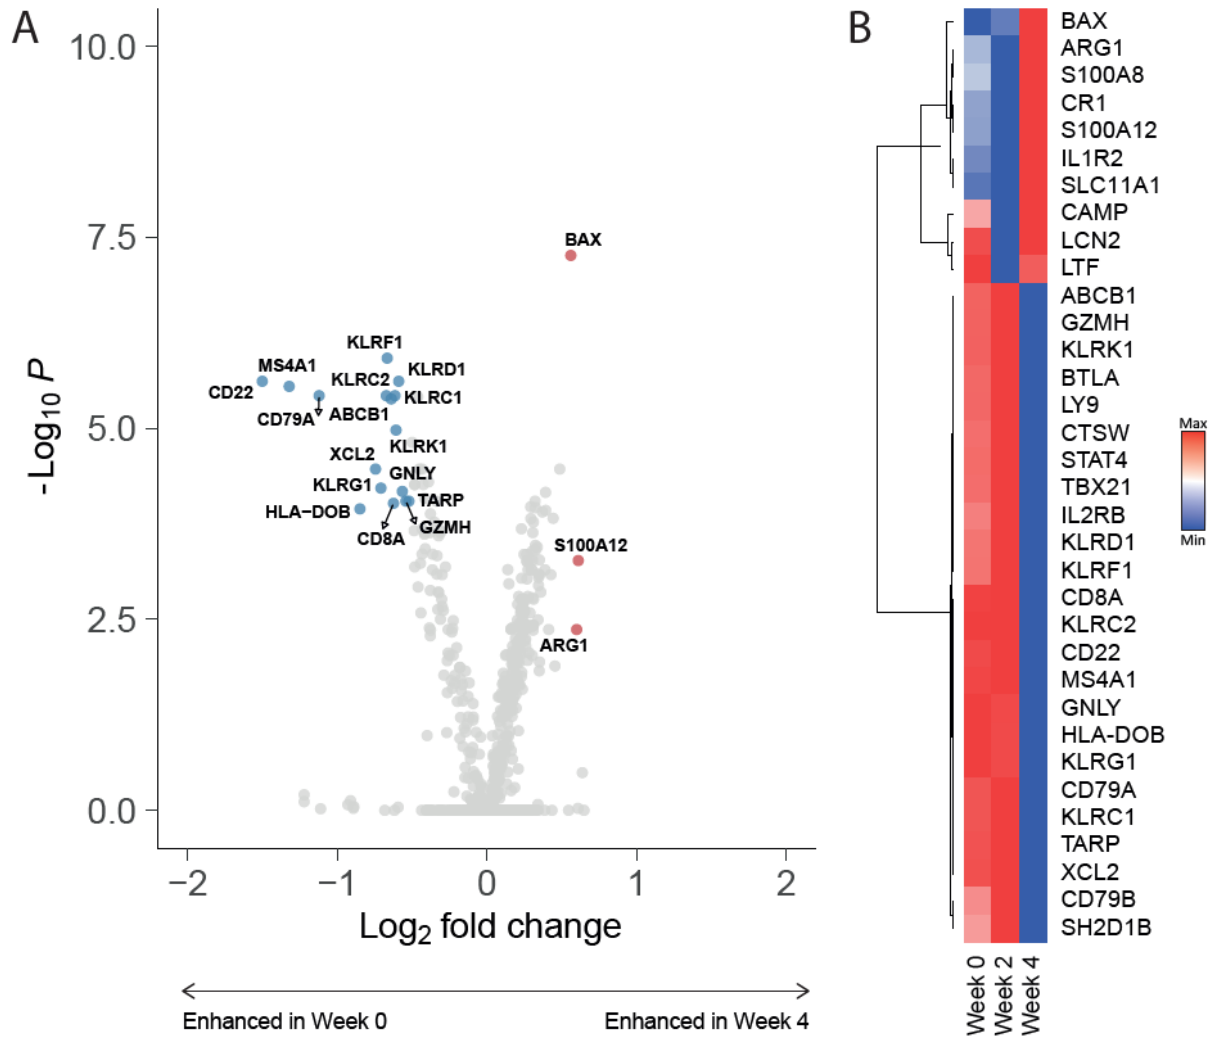 A
10.0
7.5
5.0
2.5
0.0
-Log10 P
−2
−1
0
1
2
Log2 fold change
Enhanced in Week 0
Enhanced in Week 4
BAX
KLRF1
MS4A1
KLRD1
KLRC2
CD22
KLRC1
CD79A
ABCB1
KLRK1
XCL2
GNLY
KLRG1
TARP
HLA−DOB
GZMH
CD8A
S100A12
ARG1
B
BAX
ARG1
S100A8
CR1
S100A12
IL1R2
SLC11A1
CAMP
LCN2
LTF
ABCB1
GZMH
KLRK1
BTLA
LY9
CTSW
STAT4
TBX21
IL2RB
KLRD1
KLRF1
CD8A
KLRC2
CD22
MS4A1
GNLY
HLA-DOB
KLRG1
CD79A
KLRC1
TARP
XCL2
CD79B
SH2D1B
Week 0
Week 2
Week 4
Max
Min